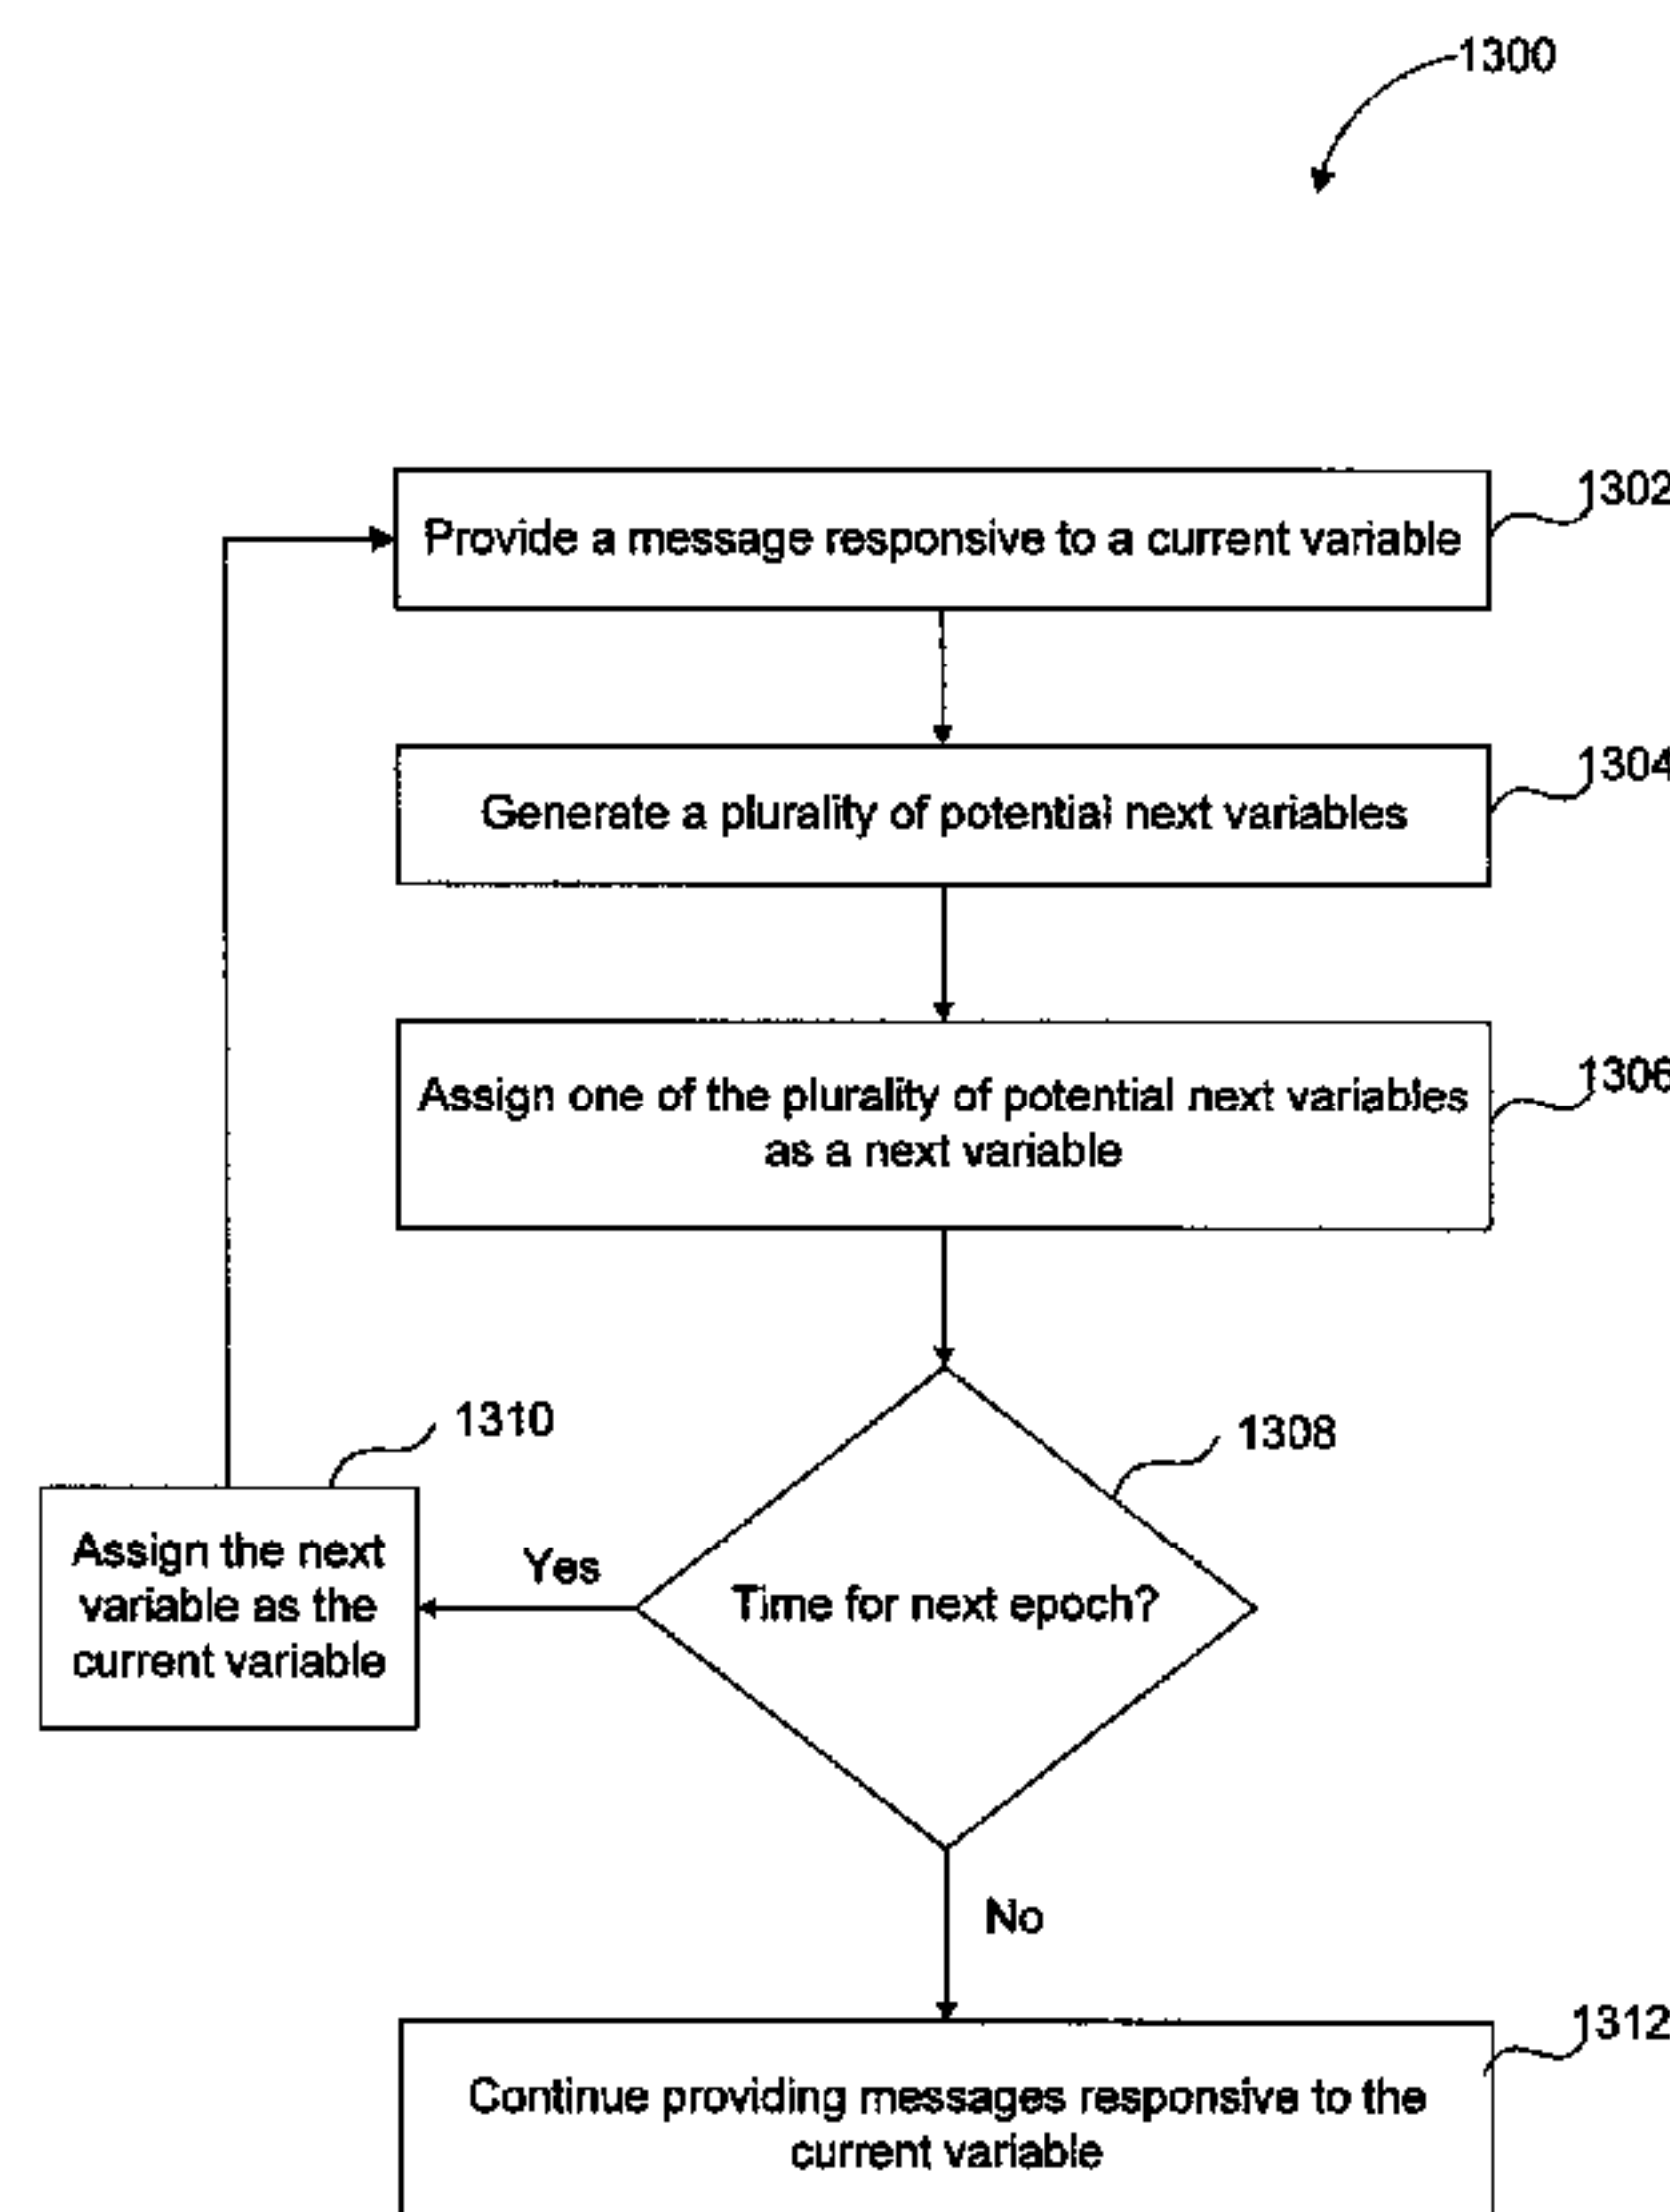 1300
Provide a message responsive to a current variable
1302
Generate a plurality of potential next variables
1304
Assign one of the plurality of potential next variables
as a next variable
1306
Time for next epoch?
1308
Yes
1310
Assign the next
variable as the
current variable
No
Continue providing messages responsive to the
current variable
1312